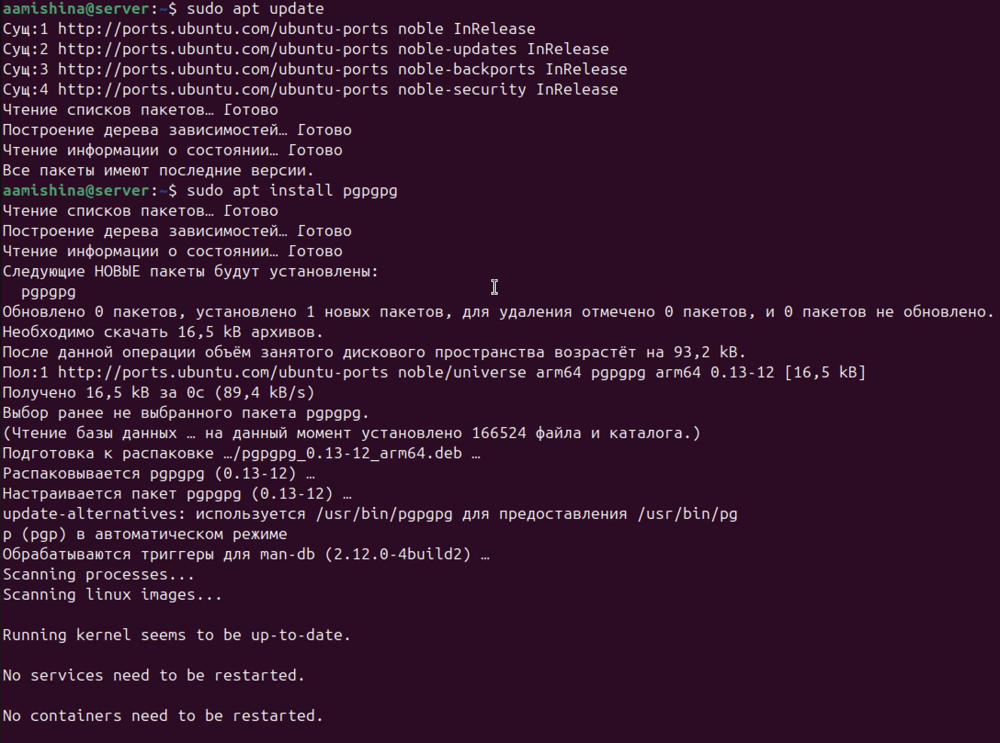 aamishina@server:~$ sudo apt update
Сущ:1 http://ports.ubuntu.com/ubuntu-ports noble InRelease
Сущ:2 http://ports.ubuntu.com/ubuntu-ports noble-updates InRelease
Сущ:3 http://ports.ubuntu.com/ubuntu-ports noble-backports InRelease
Сущ:4 http://ports.ubuntu.com/ubuntu-ports noble-security InRelease
Чтение списков пакетов… Готово
Построение дерева зависимостей… Готово
Чтение информации о состоянии… Готово
Все пакеты имеют последние версии.
aamishina@server:~$ sudo apt install pgpgpg
Чтение списков пакетов… Готово
Построение дерева зависимостей… Готово
Чтение информации о состоянии… Готово
Следующие НОВЫЕ пакеты будут установлены:
  pgpgpg
Обновлено 0 пакетов, установлено 1 новых пакетов, для удаления отмечено 0 пакетов, и 0 пакетов не обновлено.
Необходимо скачать 16,5 kB архивов.
После данной операции объём занятого дискового пространства возрастёт на 93,2 kB.
Пол:1 http://ports.ubuntu.com/ubuntu-ports noble/universe arm64 pgpgpg arm64 0.13-12 [16,5 kB]
Получено 16,5 kB за 0с (89,4 kB/s)
Выбор ранее не выбранного пакета pgpgpg.
(Чтение базы данных … на данный момент установлено 166524 файла и каталога.)
Подготовка к распаковке …/pgpgpg_0.13-12_arm64.deb …
Распаковывается pgpgpg (0.13-12) …
Настраивается пакет pgpgpg (0.13-12) …
update-alternatives: используется /usr/bin/pgpgpg для предоставления /usr/bin/pg
p (pgp) в автоматическом режиме
Обрабатываются триггеры для man-db (2.12.0-4build2) …
Scanning processes...
Scanning linux images...
Running kernel seems to be up-to-date.
No services need to be restarted.
No containers need to be restarted.